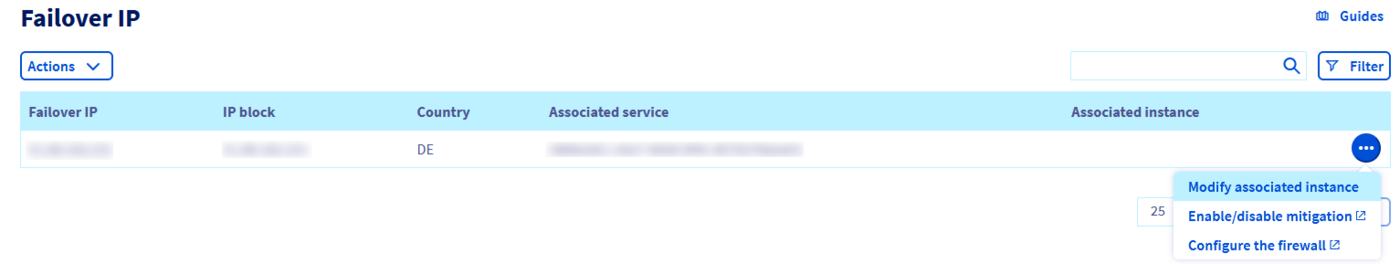 Failover IP
Guides
Actions
Filter
Failover IP IP block Country Associated service Associated instance
DE
Modify associated instance
25
Enable/disable mitigation
Configure the firewall